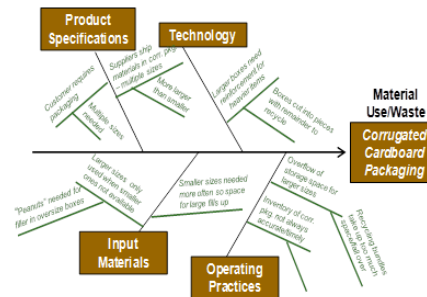 Product
Specifications
Technology
Suppliers ship
materials in corr. pkg
– multiple sizes
Customer requires
packaging
Multiple sizes
needed
More larger
than smaller
Larger boxes need
reinforcement for
heavier items
Boxes cut into pieces
with remainder to
recycle
Material
Use/Waste
Corrugated
Cardboard
Packaging
Larger sizes only
used when smaller
ones not available
"Peanuts" needed for
filler in oversize boxes
Smaller sizes needed
more often so space
for large fills up
Overflow of
storage space for
larger sizes
Inventory of corr.
pkg. not always
accurate/timely
Recycling bundles
take up too much
space/fall over
Input
Materials
Operating
Practices